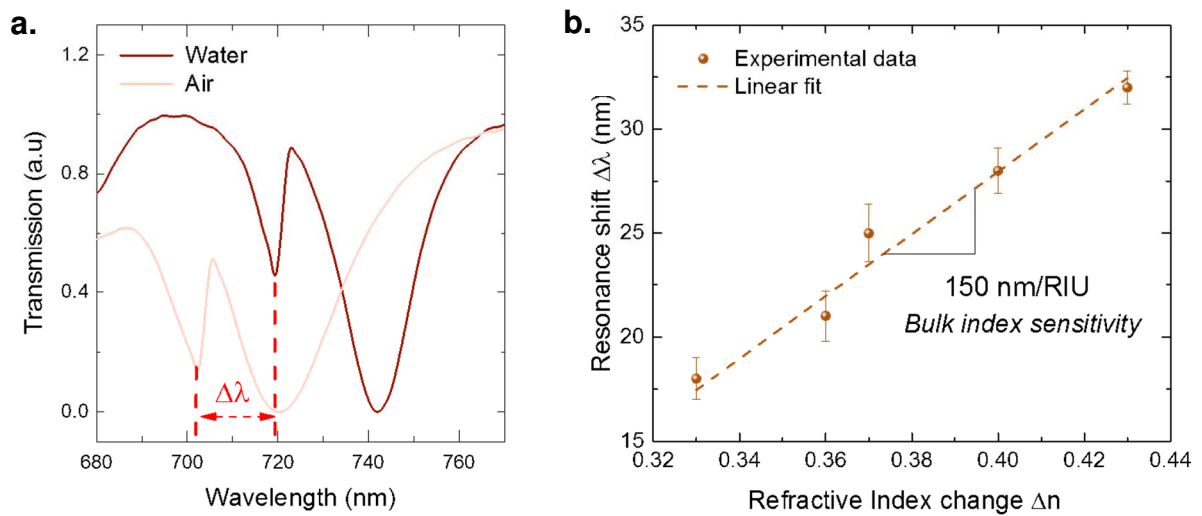 a.
Water
Air
1.2
0.8
0.4
0.0
Transmission (a.u)
Δλ
680 700 720 740 760
Wavelength (nm)
b.
Experimental data
Linear fit
35
30
25
20
15
Resonance shift Δλ (nm)
150 nm/RIU
Bulk index sensitivity
0.32 0.34 0.36 0.38 0.40 0.42 0.44
Refractive Index change Δn